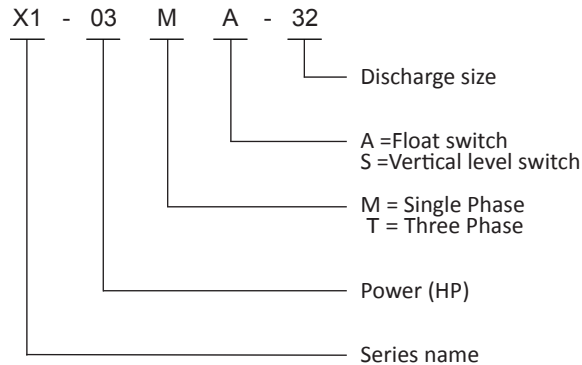 X1 - 03 M A - 32
Discharge size
A =Float switch
S =Vertical level switch
M = Single Phase
T = Three Phase
Power (HP)
Series name